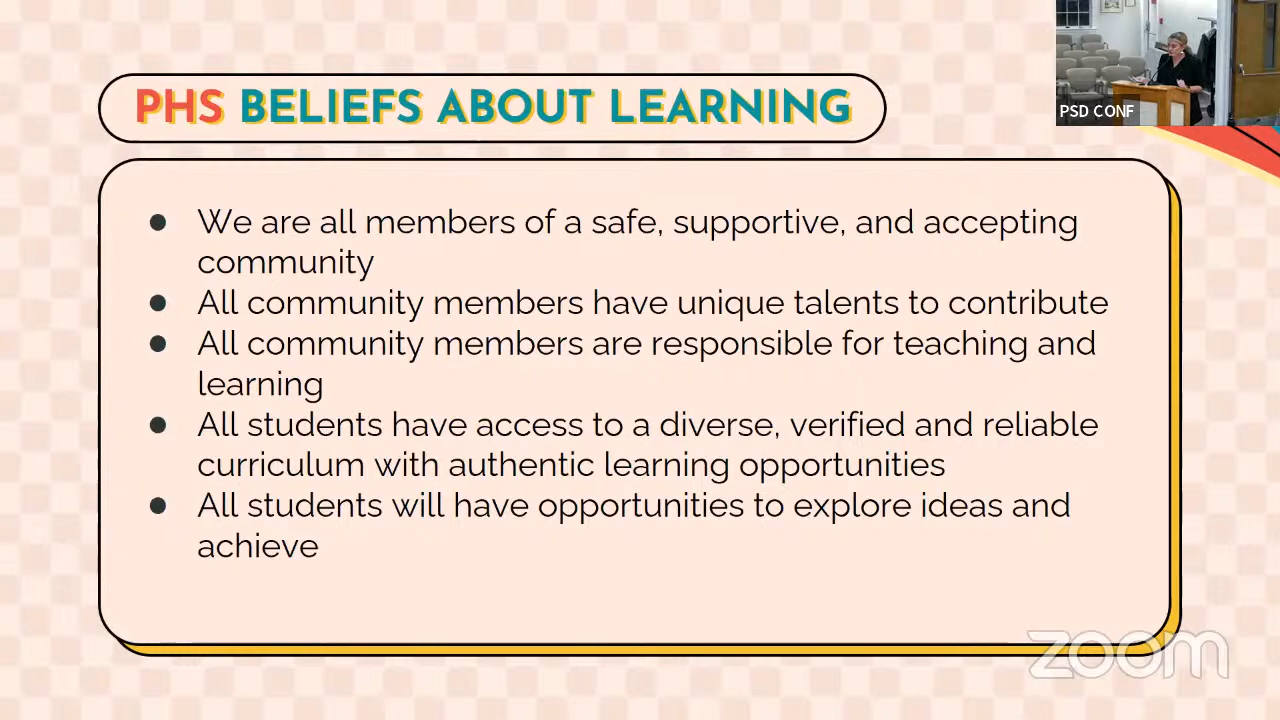 PHS BELIEFS ABOUT LEARNING
PSD CONF
● We are all members of a safe, supportive, and accepting
community
● All community members have unique talents to contribute
● All community members are responsible for teaching and
learning
● All students have access to a diverse, verified and reliable
curriculum with authentic learning opportunities
● All students will have opportunities to explore ideas and
achieve
zoom